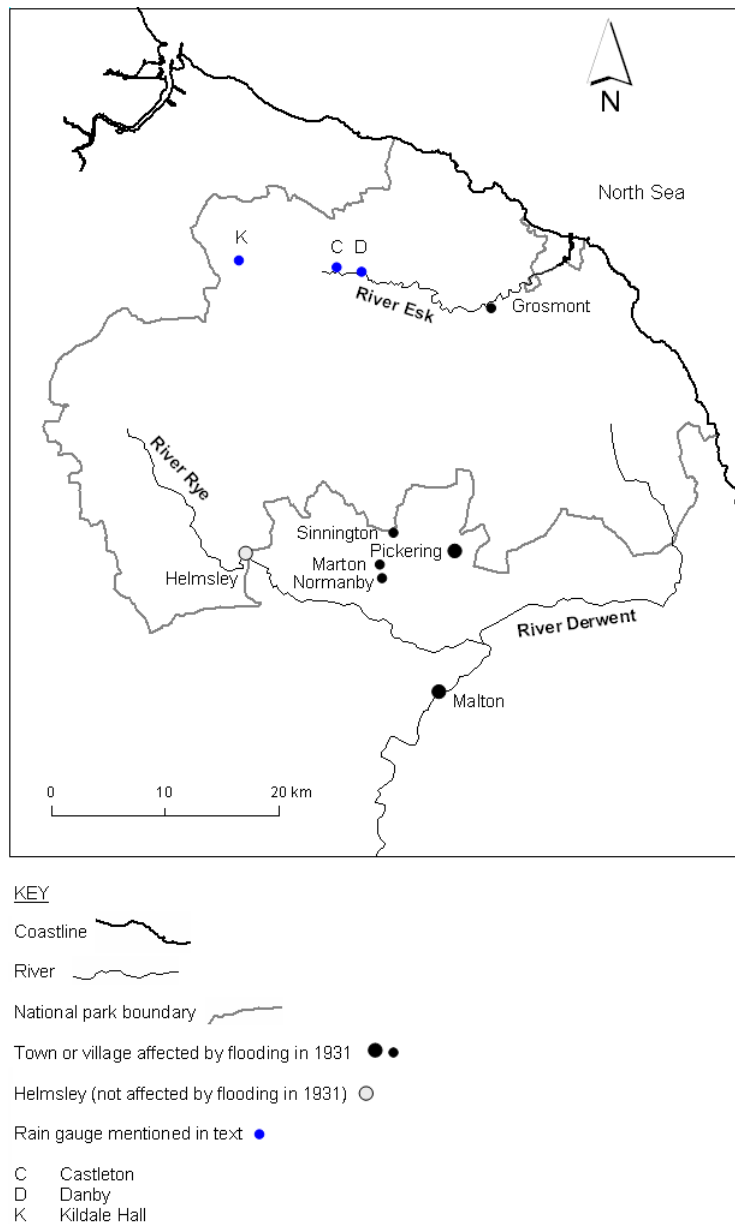 N
North Sea
K
C D
River Esk
Grosmont
River Rye
Sinnington
Pickering
Marton
Normanby
Helmsley
River Derwent
Malton
0 10 20 km
KEY
Coastline
River
National park boundary
Town or village affected by flooding in 1931
Helmsley (not affected by flooding in 1931)
Rain gauge mentioned in text
C Castleton
D Danby
K Kildale Hall